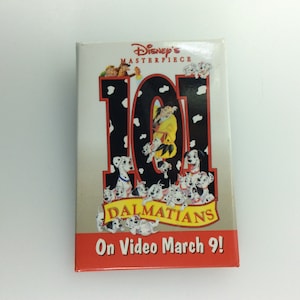 Disney's
MASTERPIECE
101
DALMATIANS
On Video March 9!